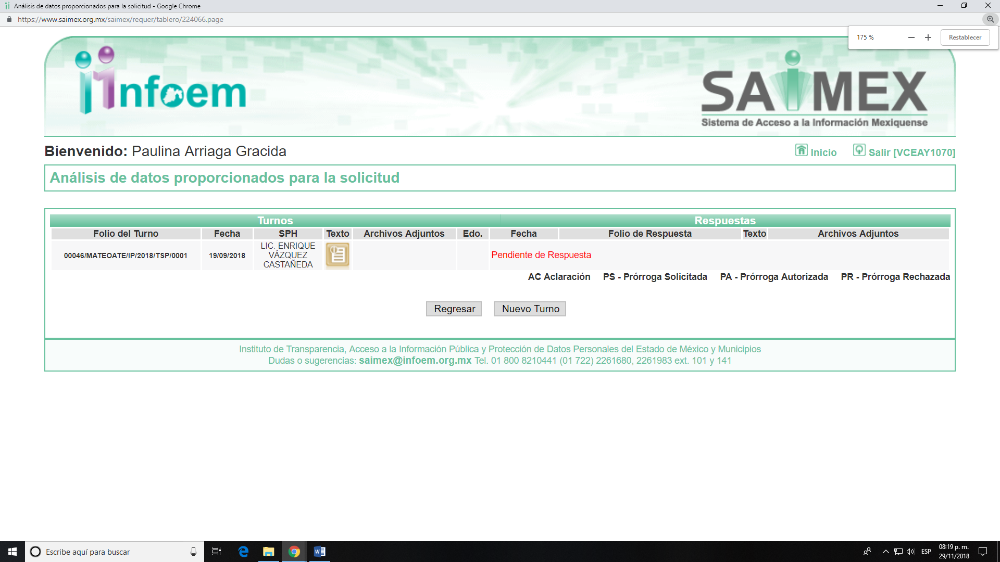 Análisis de datos proporcionados para la solicitud - Google Chrome
https://www.saimex.org.mx/saimex/requer/tablero/224066.page
175 %
Restablecer
infoem
SAIMEX
Sistema de Acceso a la Información Mexiquense
Bienvenido: Paulina Arriaga Gracida
Inicio Salir [VCEAY1070]
Análisis de datos proporcionados para la solicitud
Turnos Respuestas
Folio del Turno Fecha SPH Texto Archivos Adjuntos Edo. Fecha Folio de Respuesta Texto Archivos Adjuntos
00046/MATEOATE/IP/2018/TSP/0001 19/09/2018 LIC. ENRIQUE
VÁZQUEZ
CASTAÑEDA
Pendiente de Respuesta
AC Aclaración PS - Prórroga Solicitada PA - Prórroga Autorizada PR - Prórroga Rechazada
Regresar Nuevo Turno
Instituto de Transparencia, Acceso a la Información Pública y Protección de Datos Personales del Estado de México y Municipios
Dudas o sugerencias: saimex@infoem.org.mx Tel. 01 800 8210441 (01 722) 2261680, 2261983 ext. 101 y 141
Escribe aquí para buscar
ESP
08:19 p. m.
29/11/2018